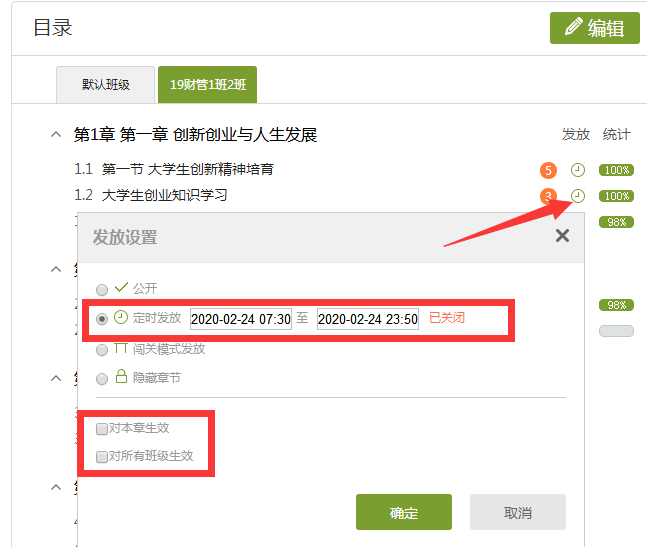 目录
编辑
默认班级
19财管1班2班
第1章 第一章 创新创业与人生发展
发放 统计
1.1 第一节 大学生创新精神培育 5 100%
1.2 大学生创业知识学习 3 100%
98%
发放设置
公开
定时发放 2020-02-24 07:30 至 2020-02-24 23:50 已关闭
98%
闯关模式发放
隐藏章节
对本章生效
对所有班级生效
确定 取消